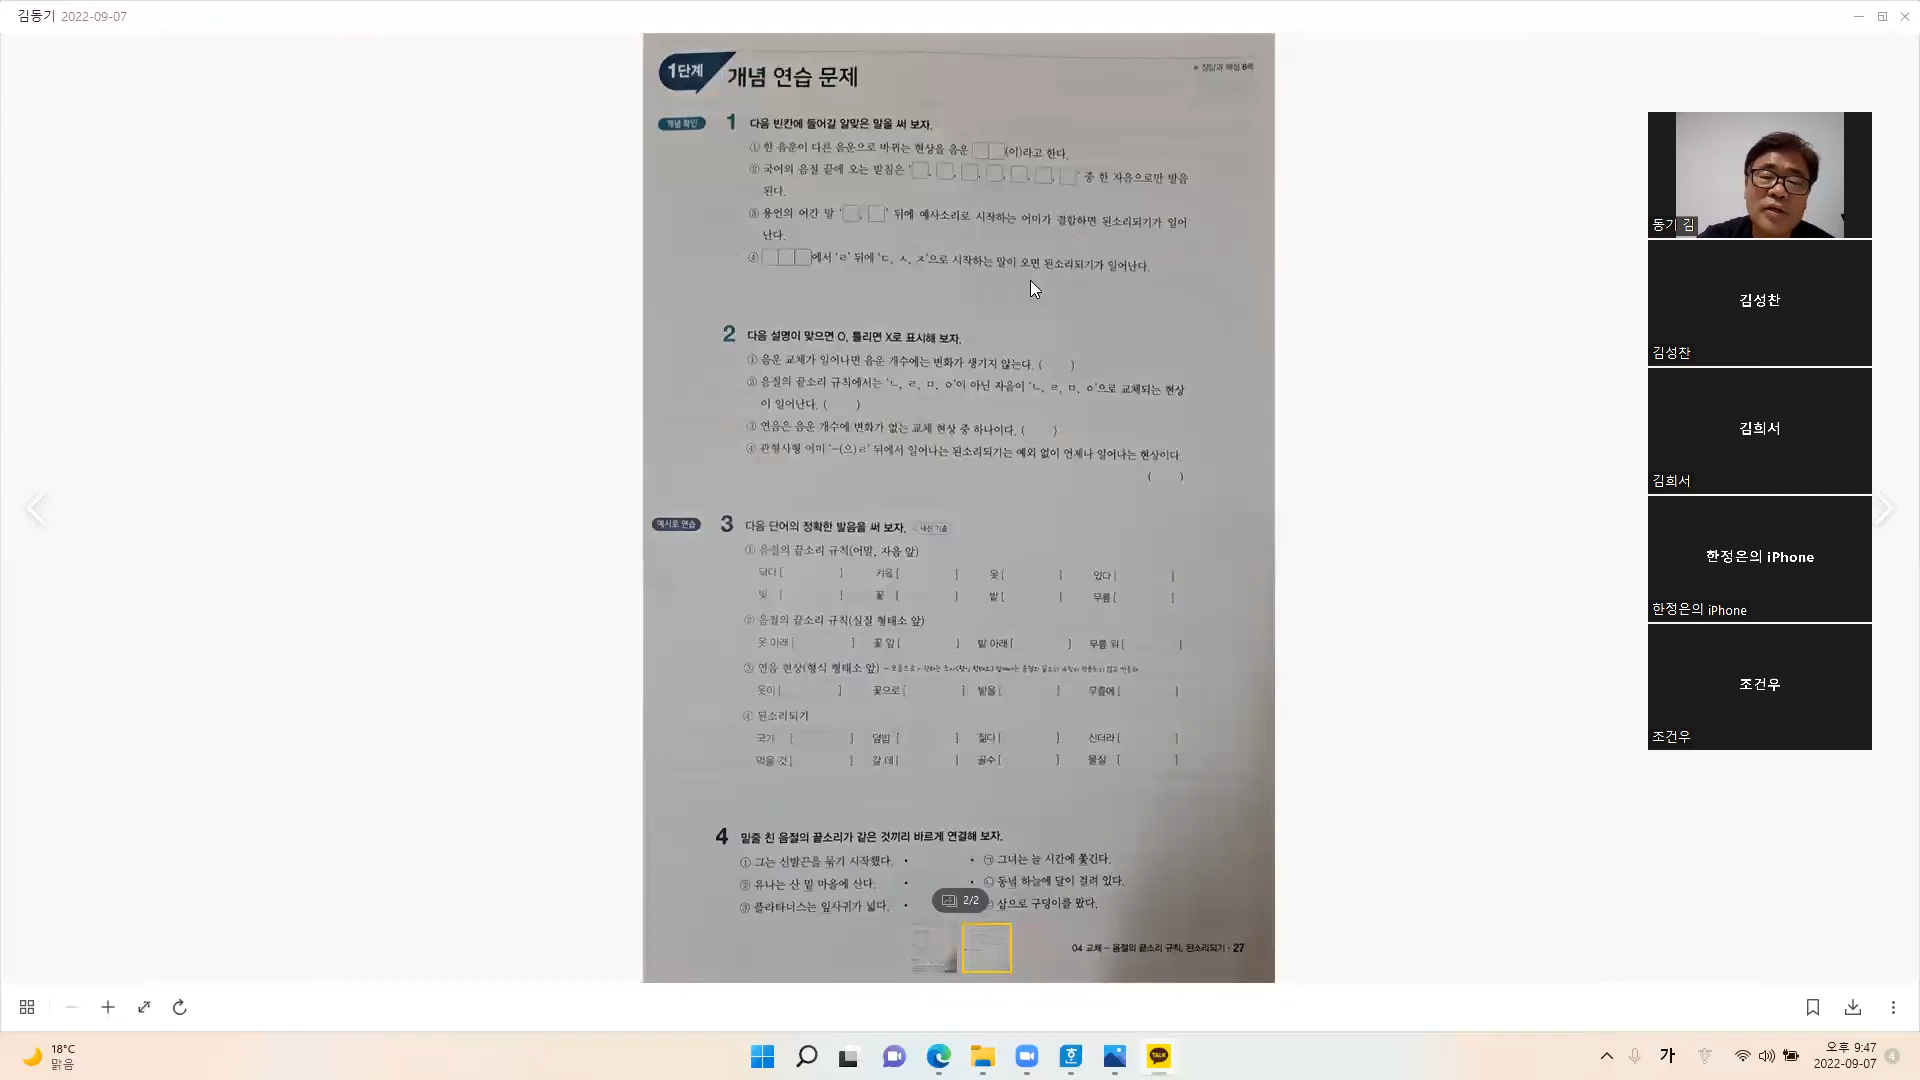 김동기 2022-09-07
1단계
개념 연습 문제
정답과 해설 6쪽
개념 확인
1 다음 빈칸에 들어갈 알맞은 말을 써 보자.
① 한 음운이 다른 음운으로 바뀌는 현상을 음운 (이)라고 한다.
② 국어의 음절 끝에 오는 받침은 ' , , , , , , ' 중 한 자음으로만 발음
된다.
③ 용언의 어간 말 ' , ' 뒤에 예사소리로 시작하는 어미가 결합하면 된소리되기가 일어
난다.
④ 에서 'ㄹ' 뒤에 'ㄷ, ㅅ, ㅈ'으로 시작하는 말이 오면 된소리되기가 일어난다.
2 다음 설명이 맞으면 O, 틀리면 X로 표시해 보자.
① 음운 교체가 일어나면 음운 개수에는 변화가 생기지 않는다. ( )
② 음절의 끝소리 규칙에서는 'ㄴ, ㄹ, ㅁ, ㅇ'이 아닌 자음이 'ㄴ, ㄹ, ㅁ, ㅇ'으로 교체되는 현상
이 일어난다. ( )
③ 연음은 음운 개수에 변화가 없는 교체 현상 중 하나이다. ( )
④ 관형사형 어미 '-(으)ㄹ' 뒤에서 일어나는 된소리되기는 예외 없이 언제나 일어나는 현상이다.
( )
예시로 연습
3 다음 단어의 정확한 발음을 써 보자. 내신 기출
① 음절의 끝소리 규칙(어말, 자음 앞)
닦다 [ ] 키읔 [ ] 옷 [ ] 있다 [ ]
빚 [ ] 꽃 [ ] 밭 [ ] 무릎 [ ]
② 음절의 끝소리 규칙(실질 형태소 앞)
옷 아래 [ ] 꽃 앞 [ ] 밭 아래 [ ] 무릎 위 [ ]
③ 연음 현상(형식 형태소 앞)
옷이 [ ] 꽃으로 [ ] 밭을 [ ] 무릎에 [ ]
④ 된소리되기
국가 [ ] 덮밥 [ ] 젊다 [ ] 신더라 [ ]
먹을 것 [ ] 갈 데 [ ] 골수 [ ] 물질 [ ]
4 밑줄 친 음절의 끝소리가 같은 것끼리 바르게 연결해 보자.
① 그는 신발끈을 묶기 시작했다. • • ㉠ 그녀는 늘 시간에 쫓긴다.
② 유나는 산 밑 마을에 산다. • • ㉡ 동녘 하늘에 달이 걸려 있다.
③ 플라타너스는 잎사귀가 넓다. • 삽으로 구덩이를 팠다.
2/2
04 교체 - 음절의 끝소리 규칙, 된소리되기 · 27
동기 김
김성찬
김성찬
김희서
김희서
한정은의 iPhone
한정은의 iPhone
조건우
조건우
18°C
맑음
TALK
가
오후 9:47
2022-09-07
4